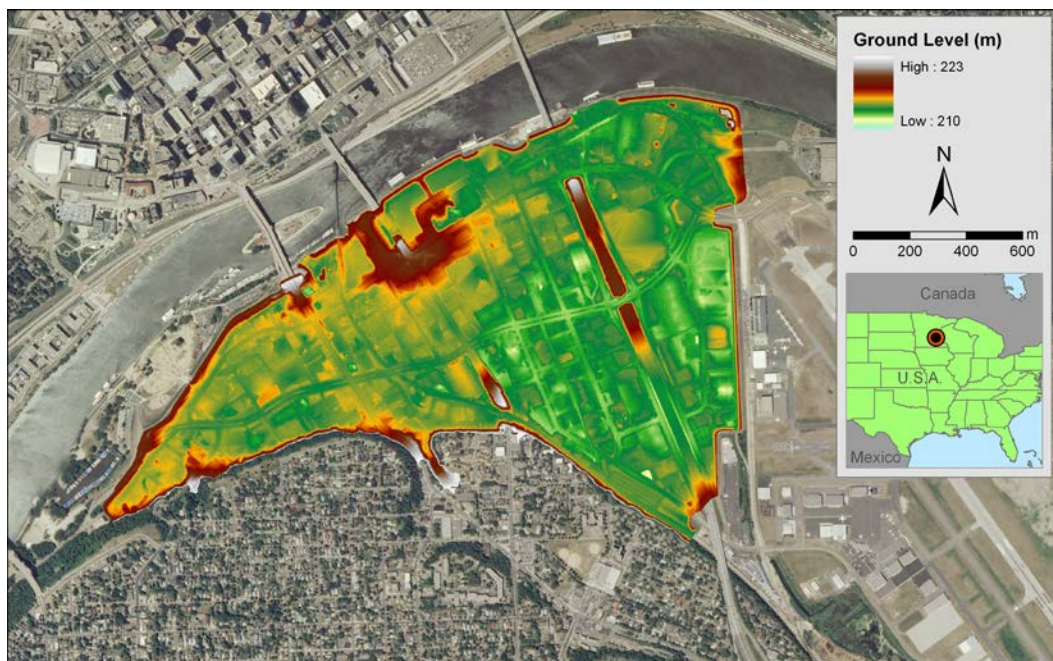 Ground Level (m)
High : 223
Low : 210
N
0 200 400 600 m
Canada
U.S.A.
Mexico